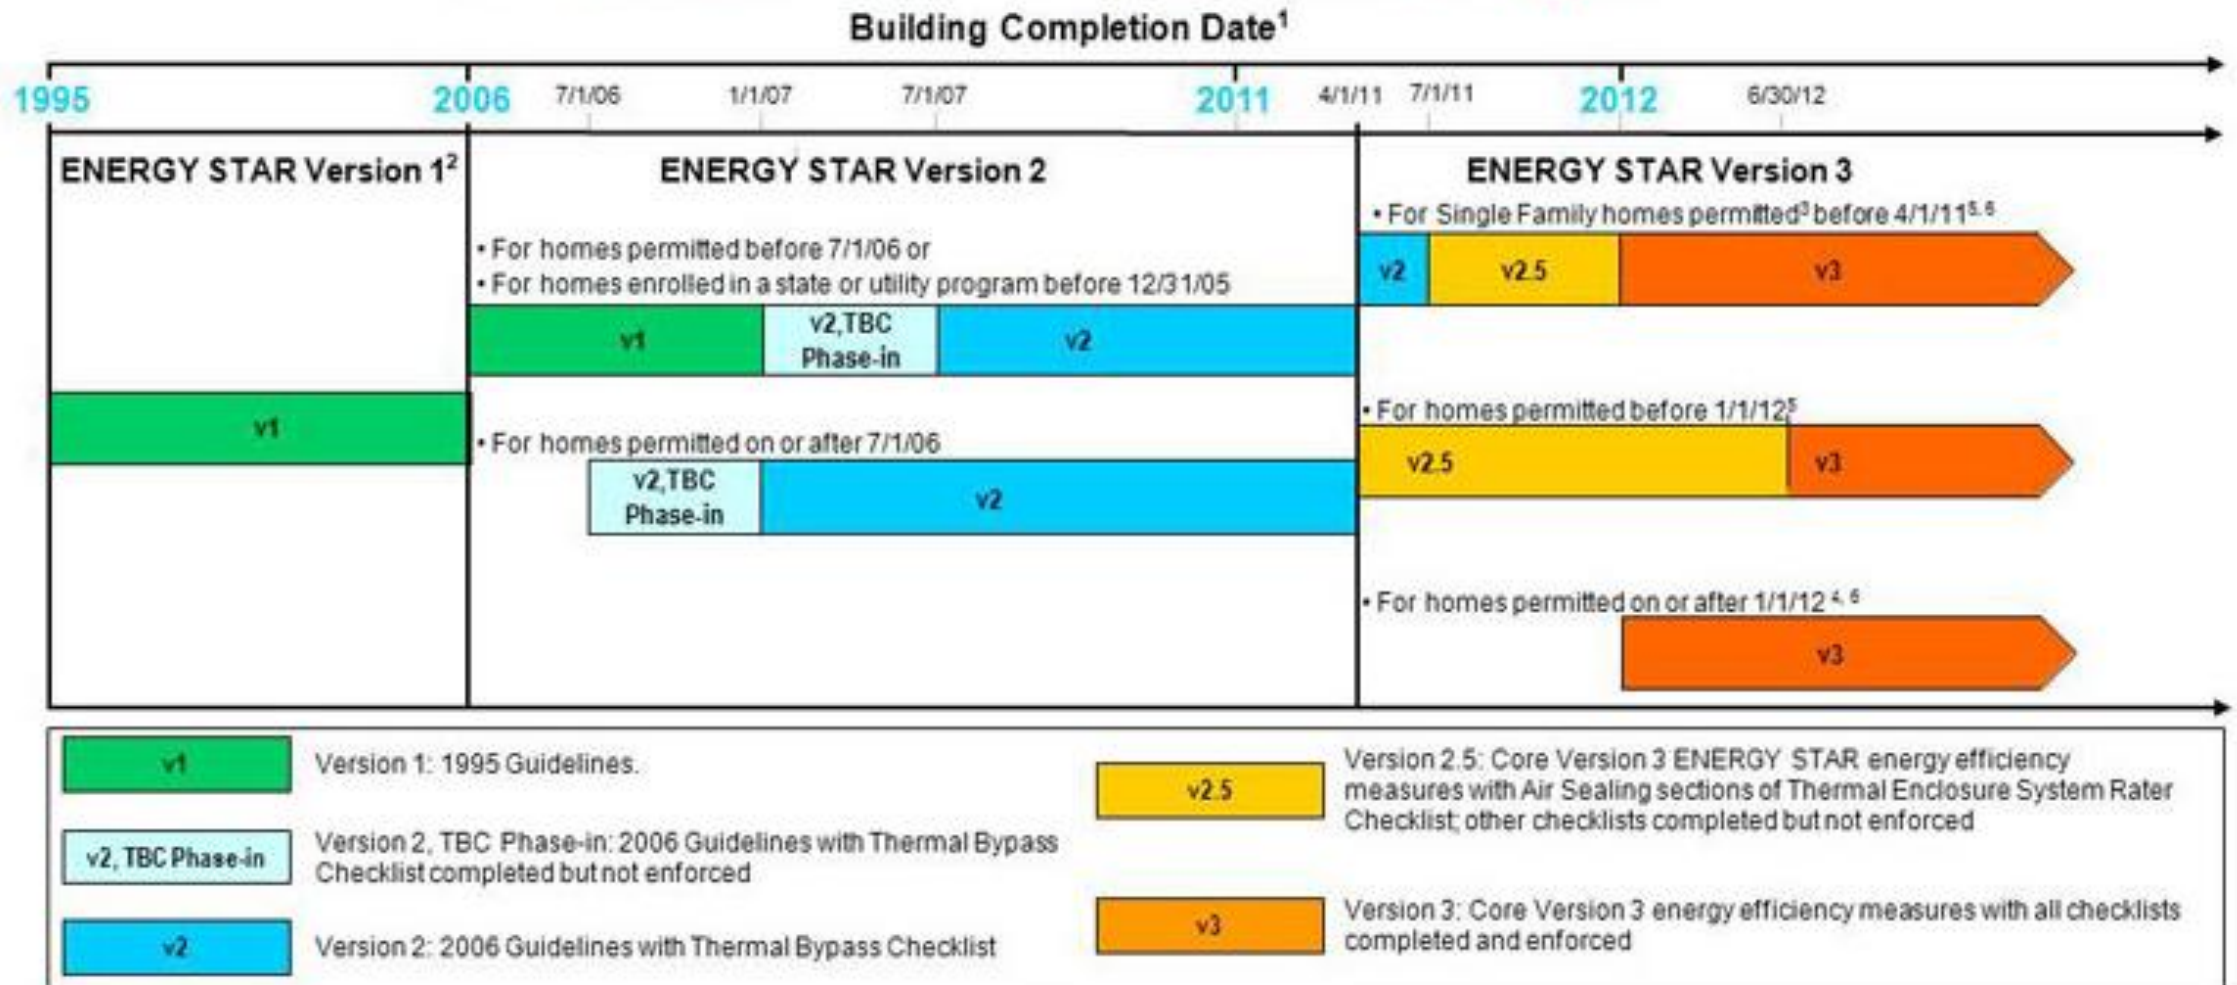 Building Completion Date¹
1995 2006 7/1/06 1/1/07 7/1/07 2011 4/1/11 7/1/11 2012 6/30/12
ENERGY STAR Version 1²
v1
ENERGY STAR Version 2
• For homes permitted before 7/1/06 or
• For homes enrolled in a state or utility program before 12/31/05
v1
v2,TBC
Phase-in
v2
• For homes permitted on or after 7/1/06
v2,TBC
Phase-in
v2
ENERGY STAR Version 3
• For Single Family homes permitted³ before 4/1/11⁵·⁶
v2
v2.5
v3
• For homes permitted before 1/1/12⁵
v2.5
v3
• For homes permitted on or after 1/1/12 ⁴·⁶
v3
v1
Version 1: 1995 Guidelines.
v2, TBC Phase-in
Version 2, TBC Phase-in: 2006 Guidelines with Thermal Bypass
Checklist completed but not enforced
v2
Version 2: 2006 Guidelines with Thermal Bypass Checklist
v2.5
Version 2.5: Core Version 3 ENERGY STAR energy efficiency
measures with Air Sealing sections of Thermal Enclosure System Rater
Checklist; other checklists completed but not enforced
v3
Version 3: Core Version 3 energy efficiency measures with all checklists
completed and enforced